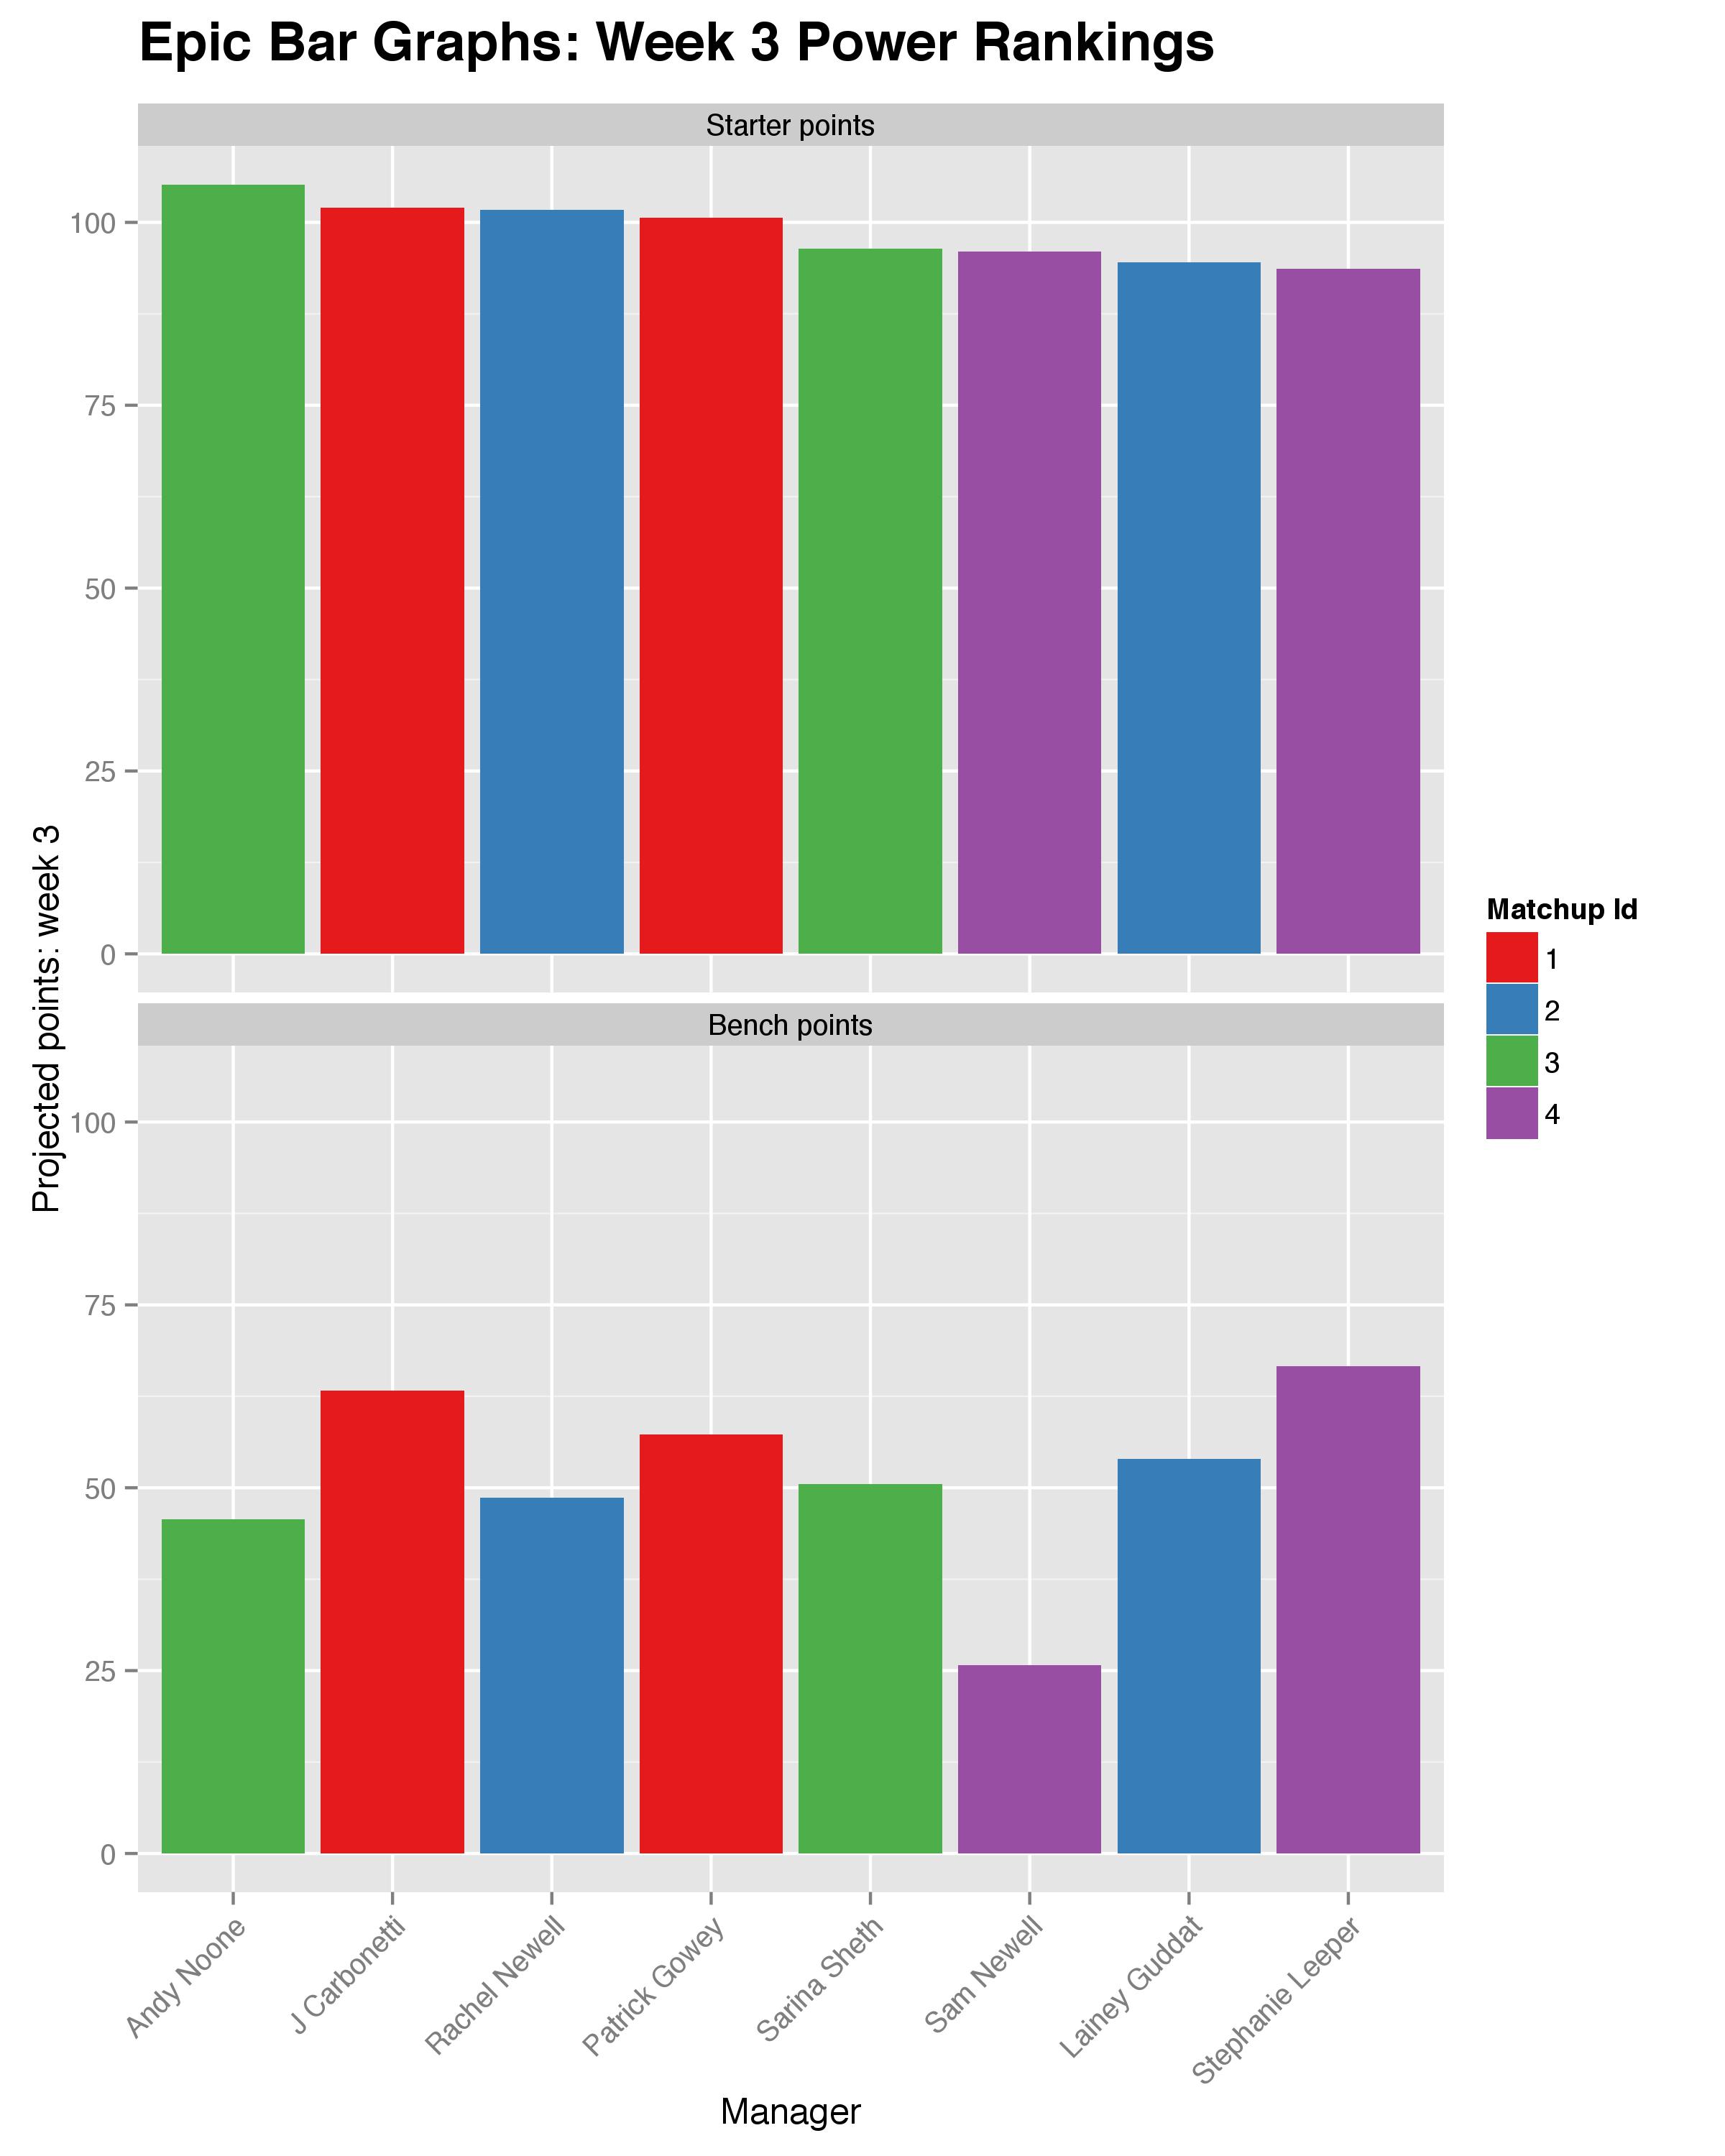 Epic Bar Graphs: Week 3 Power Rankings
Starter points
100
75
50
25
0
Bench points
100
75
50
25
0
Projected points: week 3
Andy Noone
J Carbonetti
Rachel Newell
Patrick Gowey
Sarina Sheth
Sam Newell
Lainey Guddat
Stephanie Leeper
Manager
Matchup Id
1
2
3
4